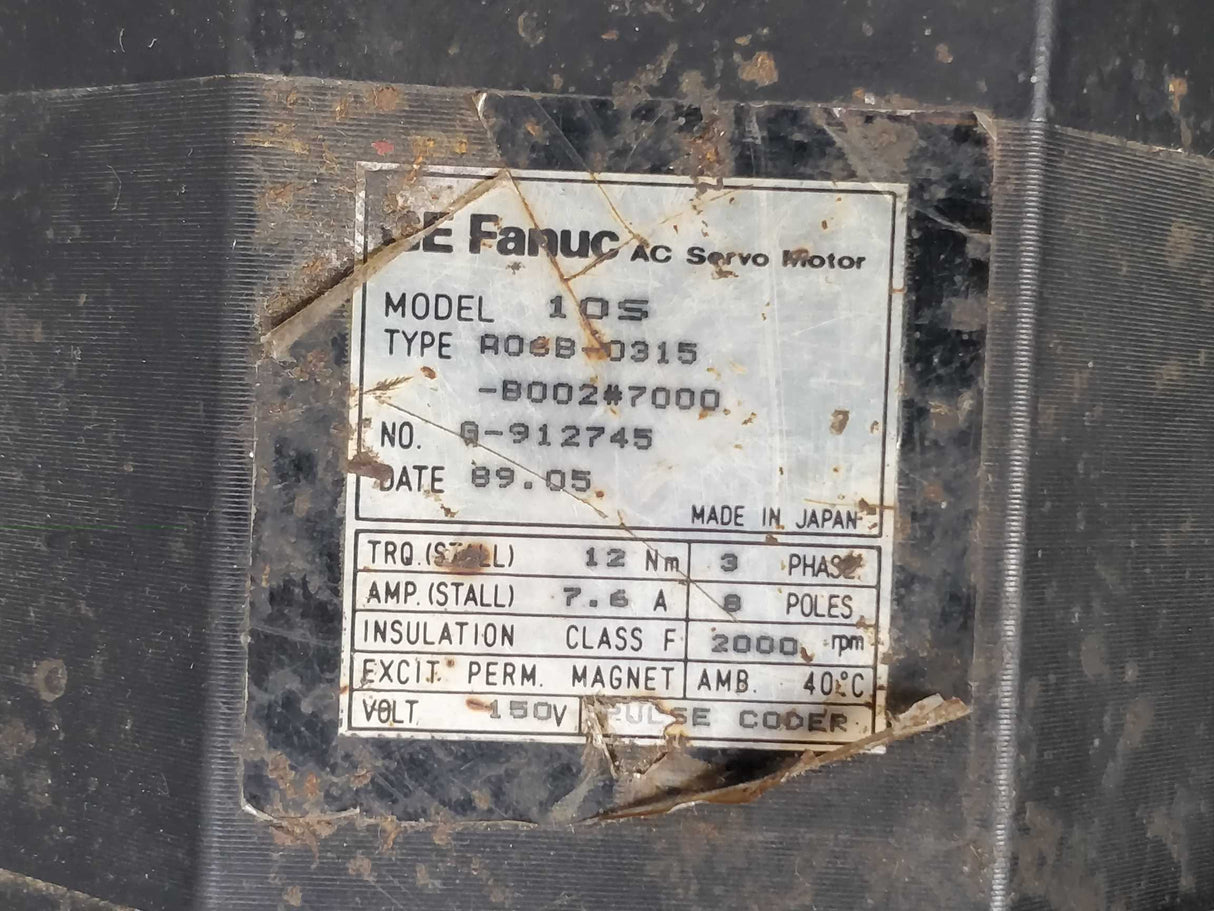 GE Fanuc AC Servo Motor
MODEL 10S
TYPE A06B-0315
-B002#7000
NO. G-912745
DATE 89.05.
MADE IN JAPAN
TRQ.(STALL) 12 Nm 3 PHASE
AMP.(STALL) 7.6 A 8 POLES
INSULATION CLASS F 2000 rpm
EXCIT. PERM. MAGNET AMB. 40°C
VOLT. 150V PULSE CODER